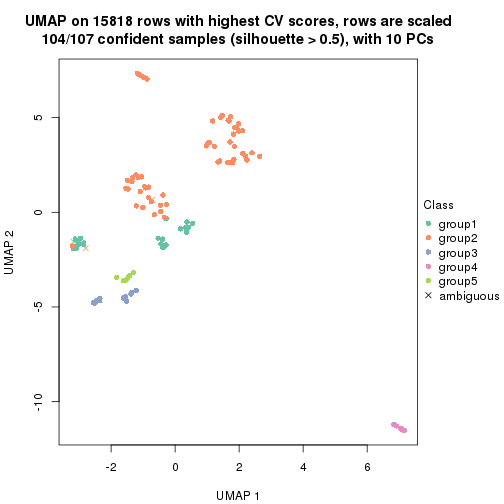 UMAP on 15818 rows with highest CV scores, rows are scaled
104/107 confident samples (silhouette > 0.5), with 10 PCs
5
0
-5
-10
UMAP 2
-2
0
2
4
6
UMAP 1
Class
group1
group2
group3
group4
group5
ambiguous